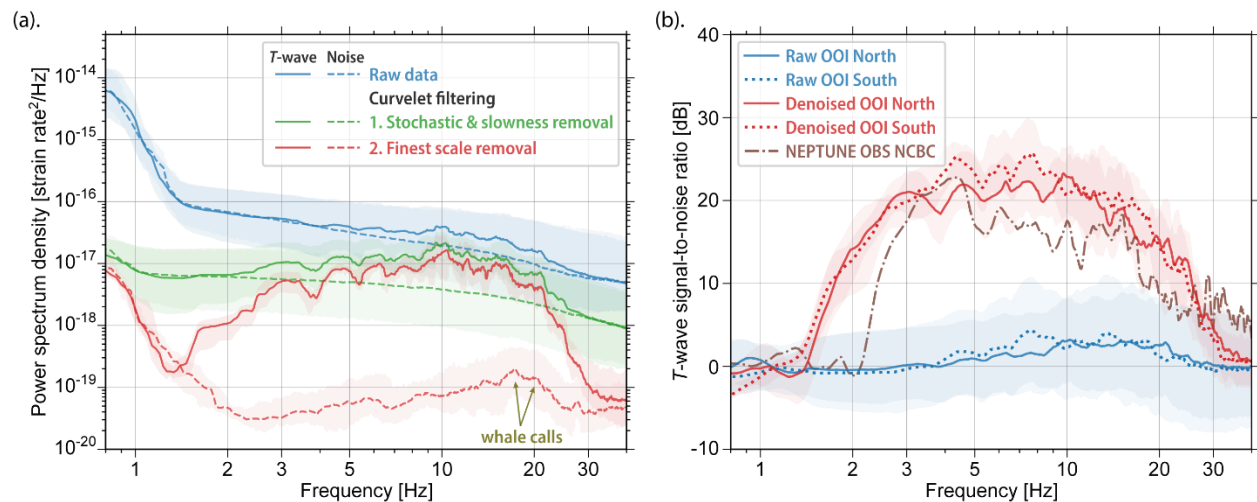 (a).
Power spectrum density [strain rate²/Hz]
10⁻¹⁴
10⁻¹⁵
10⁻¹⁶
10⁻¹⁷
10⁻¹⁸
10⁻¹⁹
10⁻²⁰
T-wave Noise
Raw data
Curvelet filtering
1. Stochastic & slowness removal
2. Finest scale removal
whale calls
1 2 3 5 10 20 30
Frequency [Hz]
(b).
T-wave signal-to-noise ratio [dB]
40
30
20
10
0
-10
Raw OOI North
Raw OOI South
Denoised OOI North
Denoised OOI South
NEPTUNE OBS NCBC
1 2 3 5 10 20 30
Frequency [Hz]